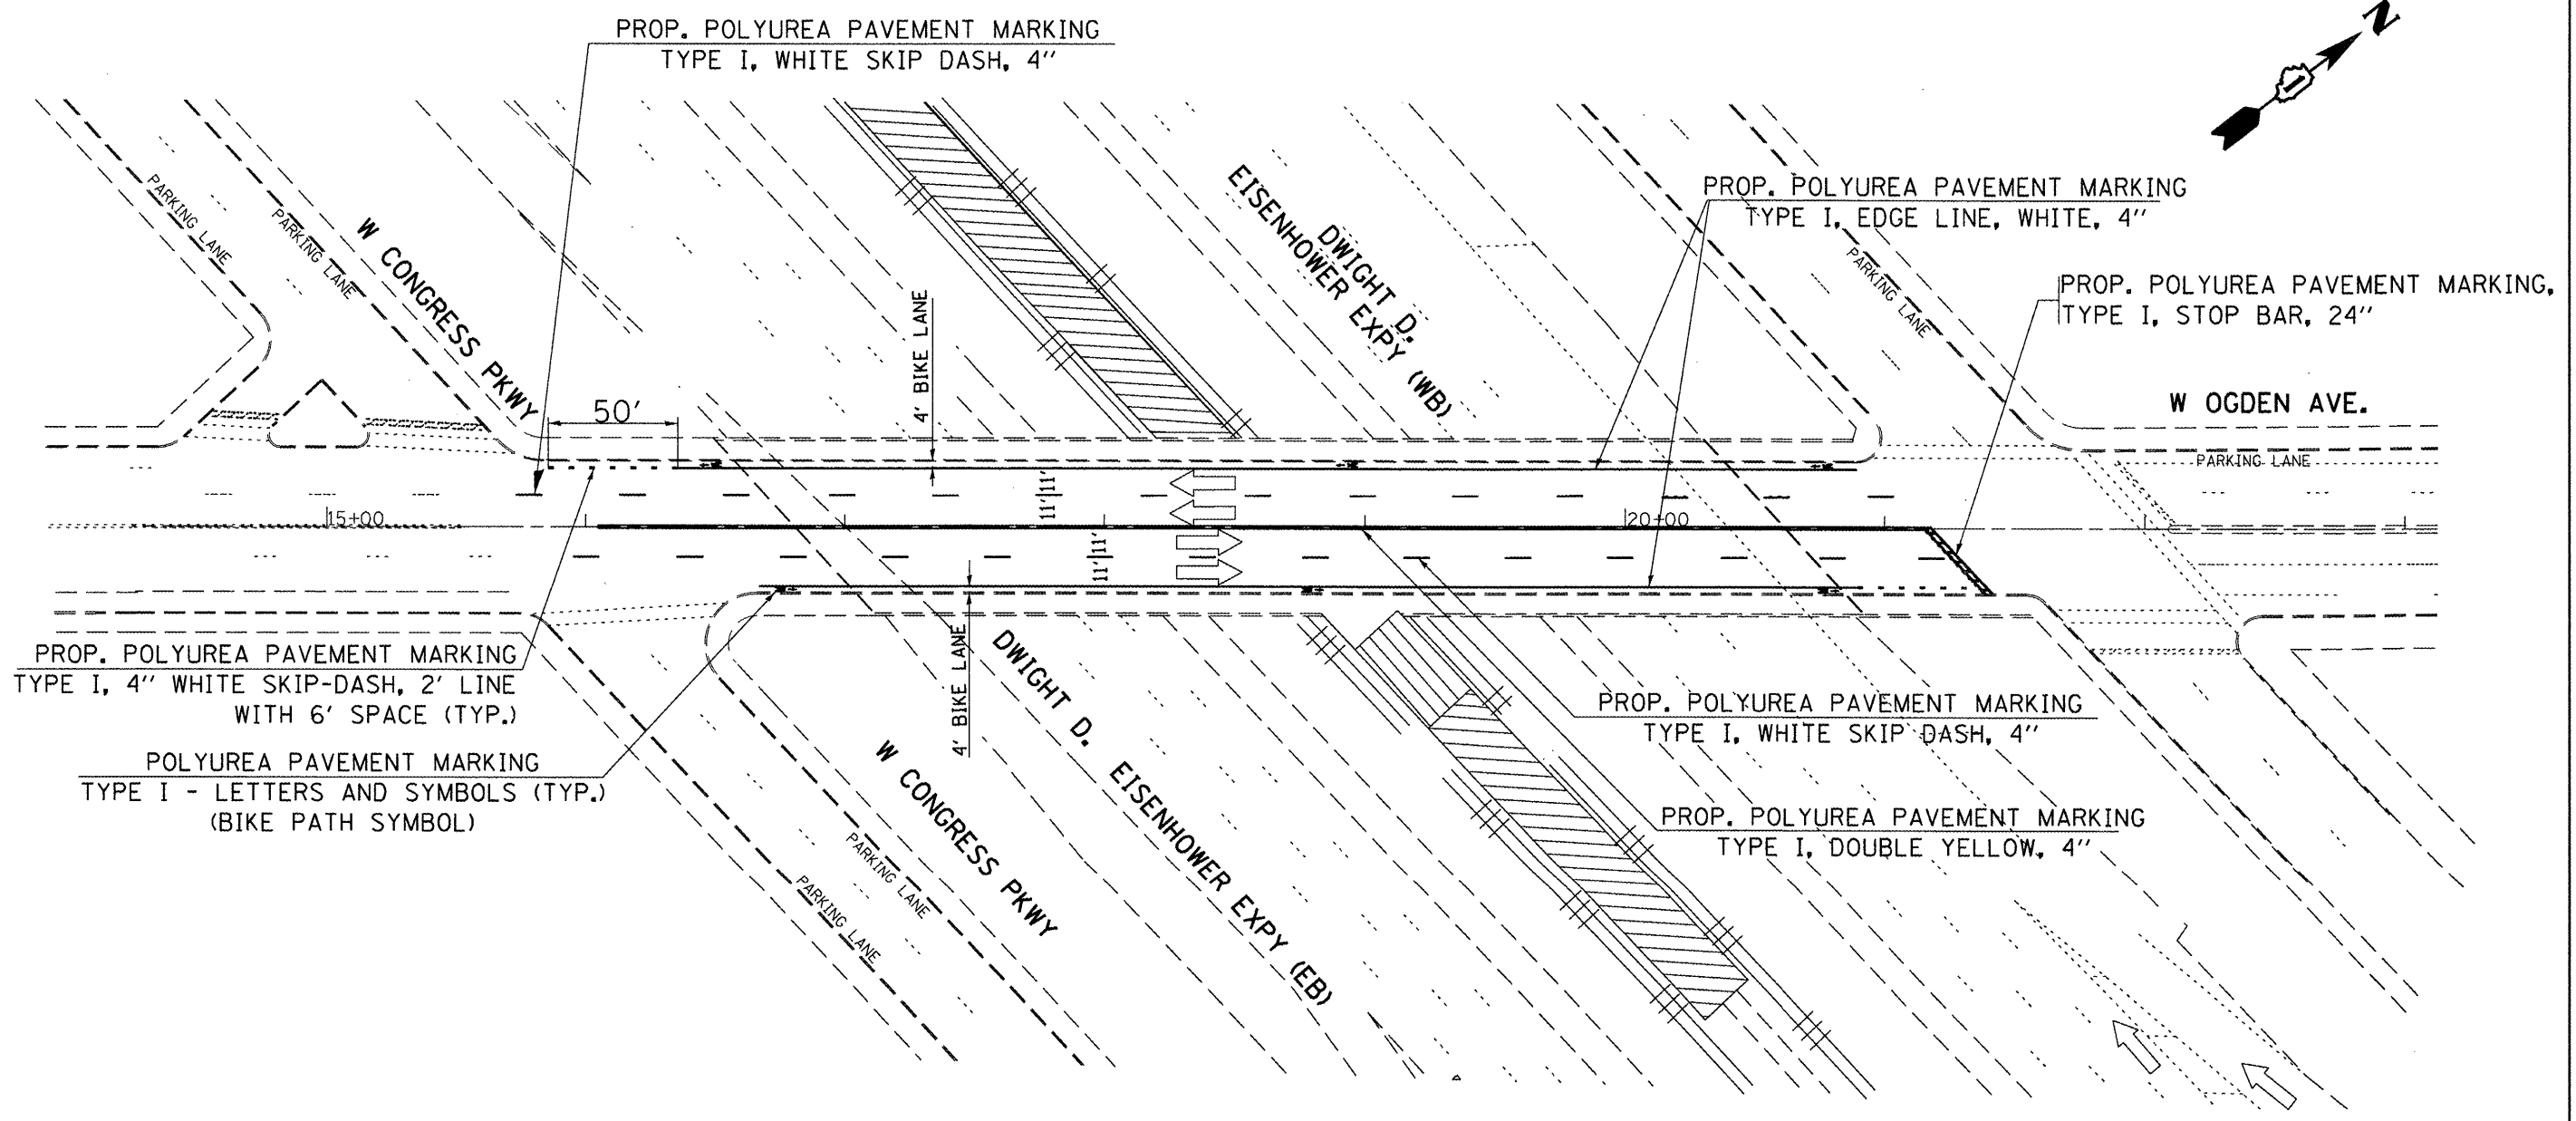 PROP. POLYUREA PAVEMENT MARKING
TYPE I, WHITE SKIP DASH, 4"
N
PROP. POLYUREA PAVEMENT MARKING
TYPE I, EDGE LINE, WHITE, 4"
PROP. POLYUREA PAVEMENT MARKING,
TYPE I, STOP BAR, 24"
PARKING LANE
PARKING LANE
W CONGRESS PKWY
DWIGHT D.
EISENHOWER EXPY (WB)
PARKING LANE
W OGDEN AVE.
PARKING LANE
50'
4' BIKE LANE
11'
11'
15+00
20+00
11'
11'
4' BIKE LANE
PROP. POLYUREA PAVEMENT MARKING
TYPE I, 4" WHITE SKIP-DASH, 2' LINE
WITH 6' SPACE (TYP.)
POLYUREA PAVEMENT MARKING
TYPE I - LETTERS AND SYMBOLS (TYP.)
(BIKE PATH SYMBOL)
DWIGHT D. EISENHOWER EXPY (EB)
W CONGRESS PKWY
PARKING LANE
PARKING LANE
PROP. POLYUREA PAVEMENT MARKING
TYPE I, WHITE SKIP DASH, 4"
PROP. POLYUREA PAVEMENT MARKING
TYPE I, DOUBLE YELLOW, 4"